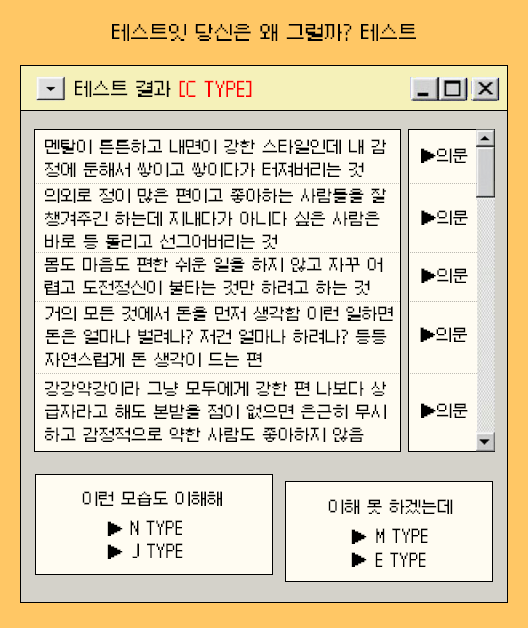 테스트잇 당신은 왜 그럴까? 테스트
테스트 결과 [C TYPE]
멘탈이 튼튼하고 내면이 강한 스타일인데 내 감
정에 둔해서 쌓이고 쌓이다가 터져버리는 것
▶의문
의외로 정이 많은 편이고 좋아하는 사람들을 잘
챙겨주긴 하는데 지내다가 아니다 싶은 사람은
바로 등 돌리고 선그어버리는 것
▶의문
몸도 마음도 편한 쉬운 일을 하지 않고 자꾸 어
렵고 도전정신이 불타는 것만 하려고 하는 것
▶의문
거의 모든 것에서 돈을 먼저 생각함 이런 일하면
돈은 얼마나 벌려나? 저건 얼마나 하려나? 등등
자연스럽게 돈 생각이 드는 편
▶의문
강강약강이라 그냥 모두에게 강한 편 나보다 상
급자라고 해도 본받을 점이 없으면 은근히 무시
하고 감정적으로 약한 사람도 좋아하지 않음
▶의문
이런 모습도 이해해
▶ N TYPE
▶ J TYPE
이해 못 하겠는데
▶ M TYPE
▶ E TYPE